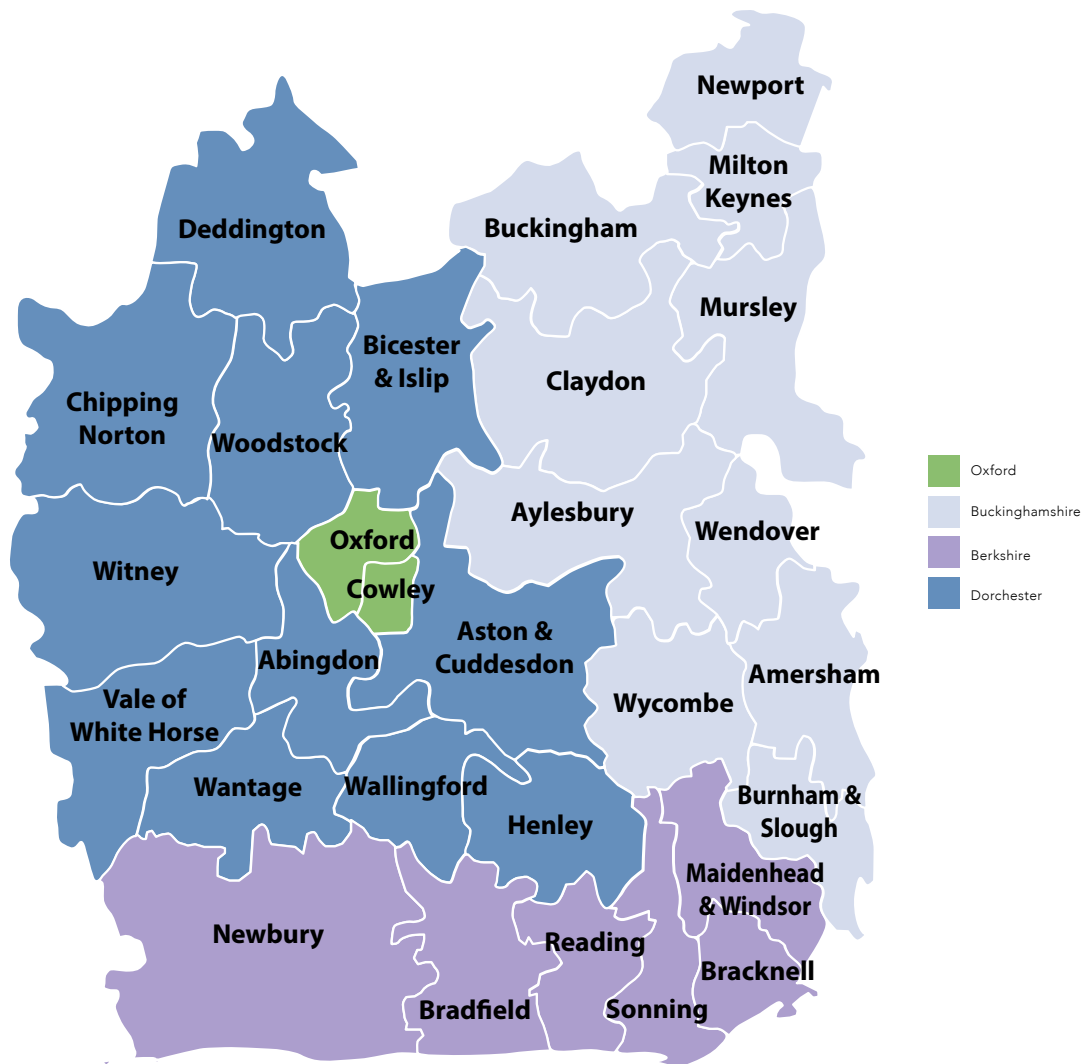 Newport
Milton
Keynes
Buckingham
Deddington
Mursley
Bicester
& Islip
Claydon
Chipping
Norton
Woodstock
Aylesbury
Wendover
Oxford
Witney
Cowley
Aston &
Cuddesdon
Abingdon
Amersham
Vale of
White Horse
Wycombe
Wantage
Wallingford
Burnham &
Slough
Henley
Maidenhead
& Windsor
Newbury
Reading
Bracknell
Bradfield
Sonning
Oxford
Buckinghamshire
Berkshire
Dorchester